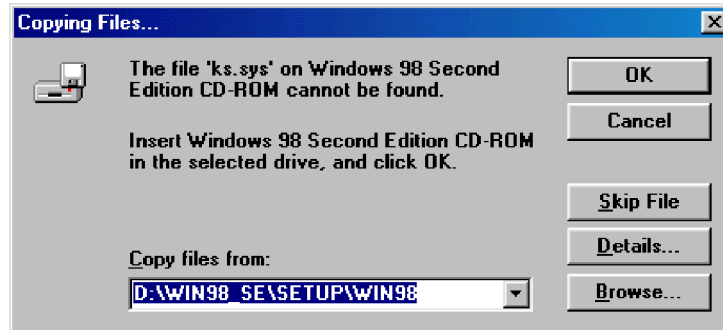 Copying Files...
The file 'ks.sys' on Windows 98 Second
Edition CD-ROM cannot be found.
Insert Windows 98 Second Edition CD-ROM
in the selected drive, and click OK.
Copy files from:
D:\WIN98_SE\SETUP\WIN98
OK
Cancel
Skip File
Details...
Browse...